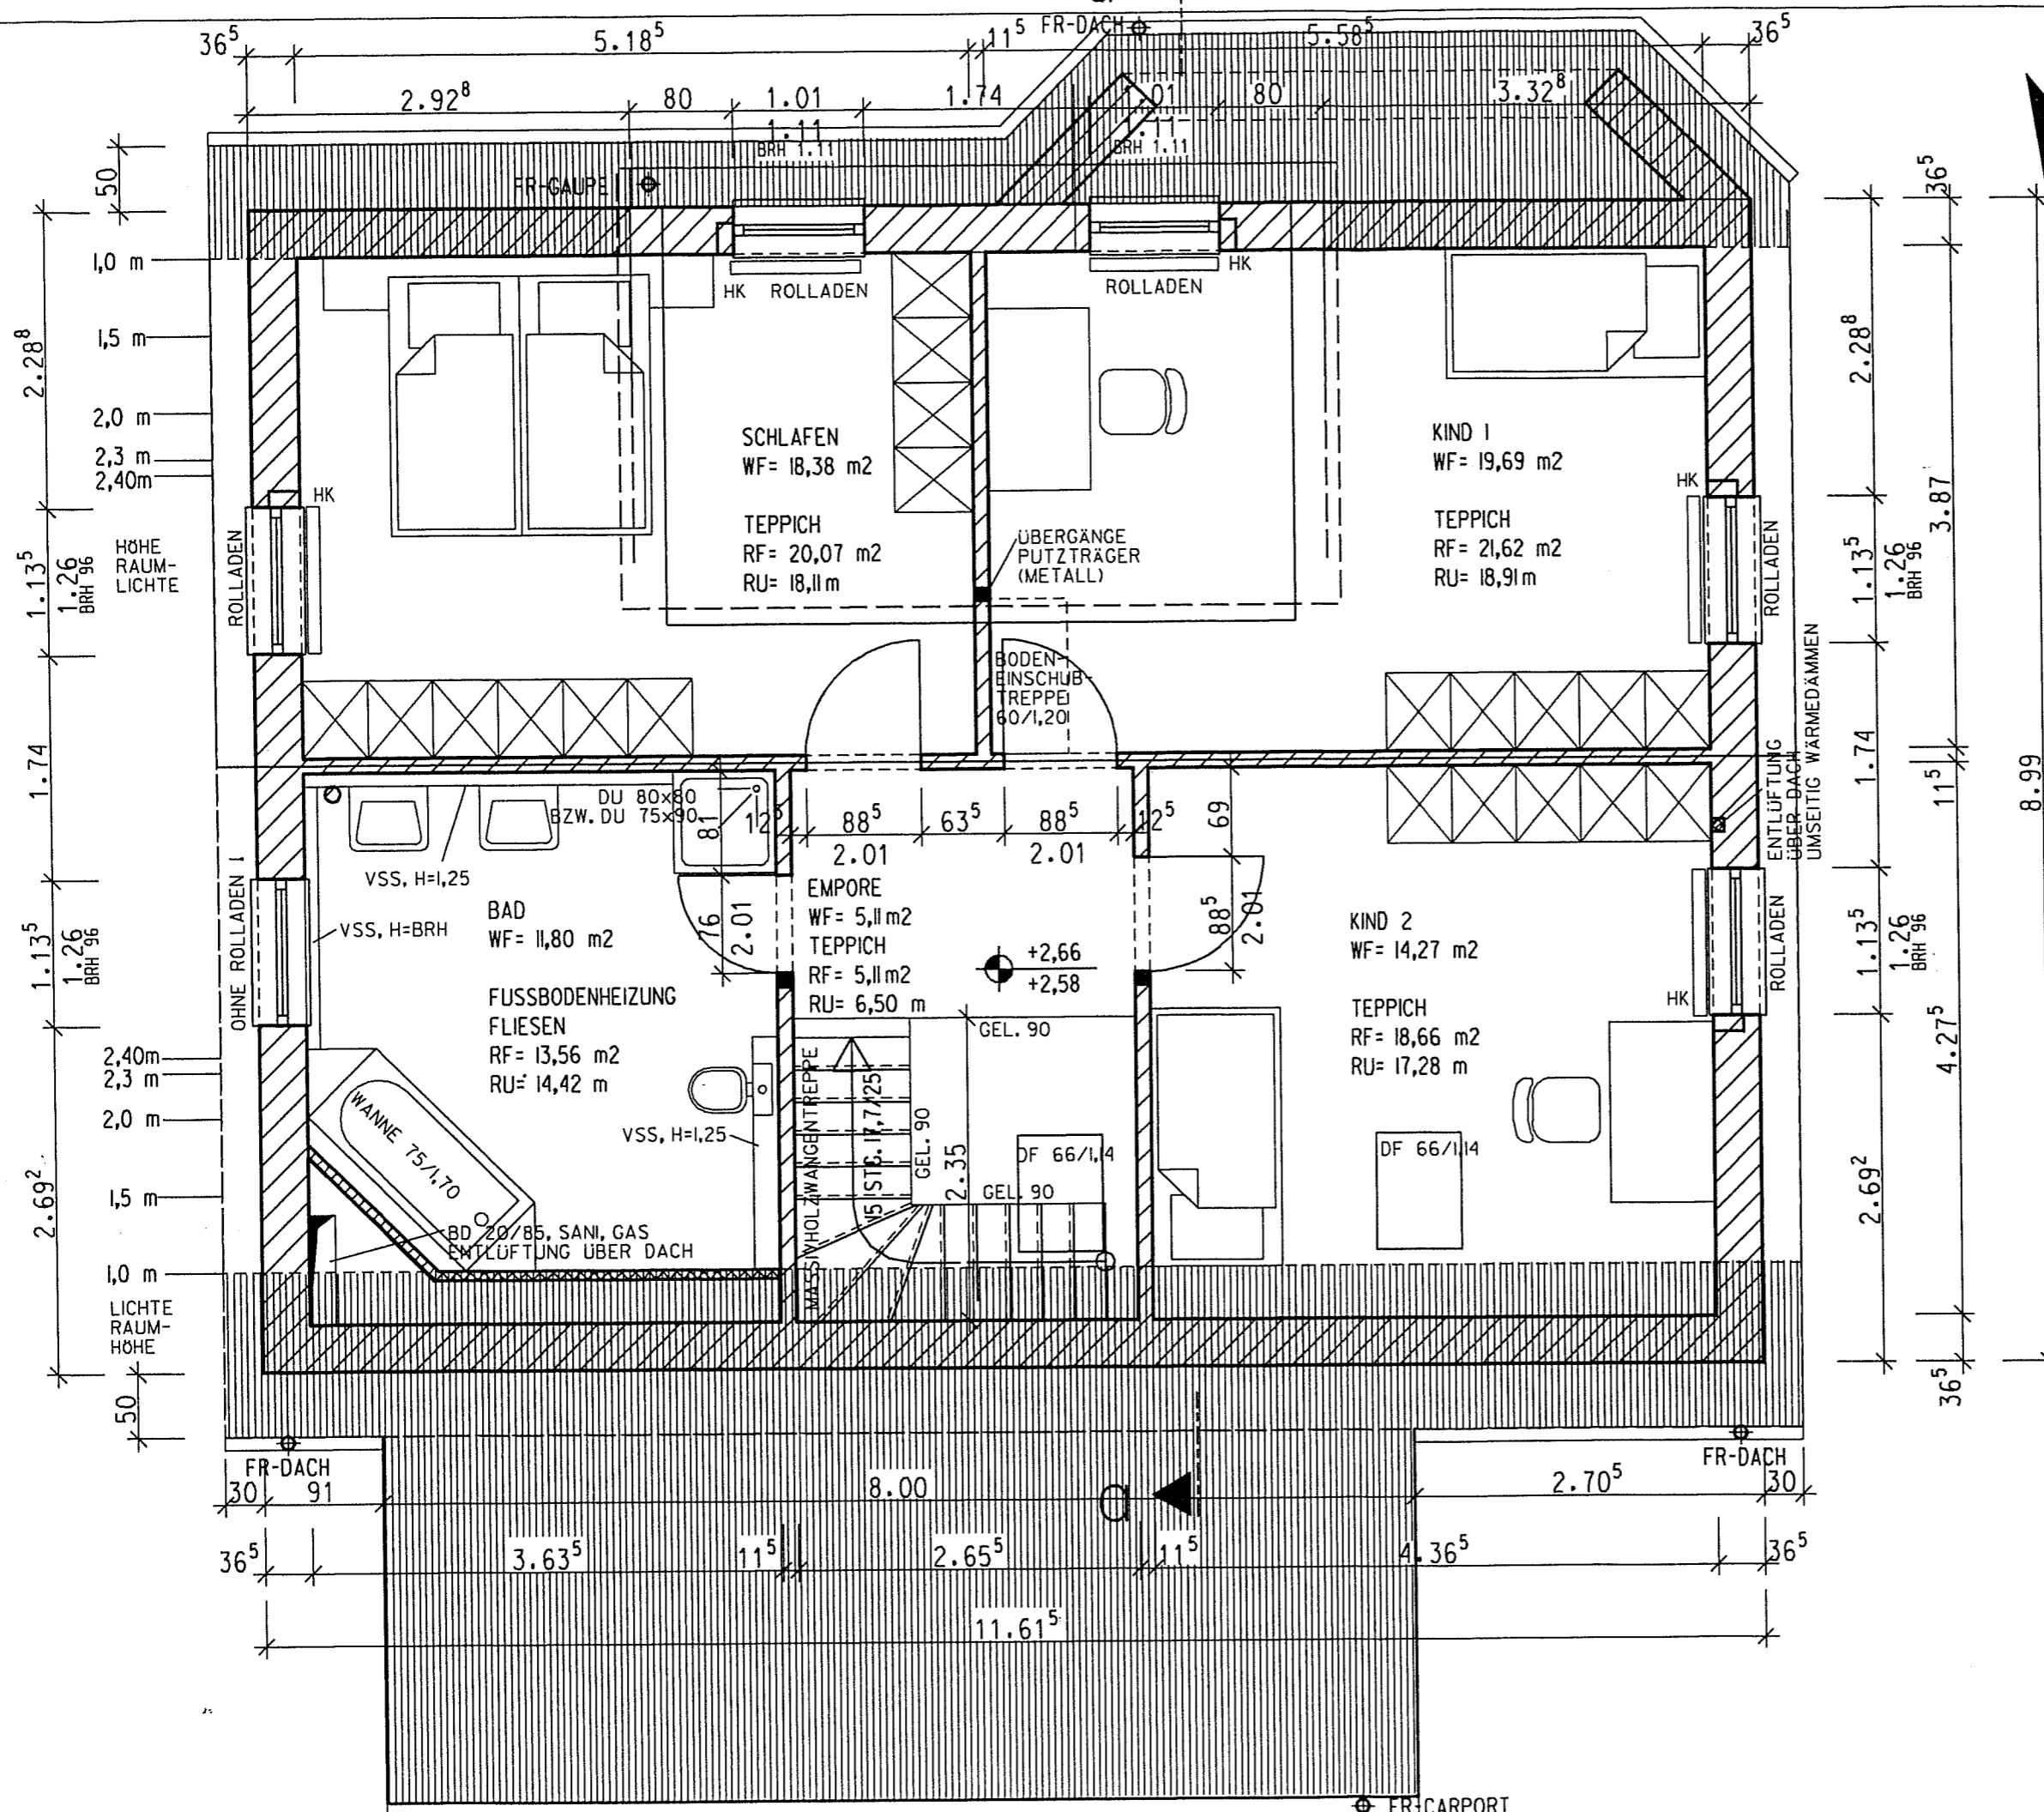 FR-DACH
36⁵
5.18⁵
11⁵
5.58⁵
36⁵
2.92⁸
80
1.01
1.11
BRH 1.11
1.74
01
.11
BRH 1.11
80
3.32⁸
50
FR-GAUPE
36⁵
1,0 m
1,5 m
2,0 m
2,3 m
2,40m
HÖHE
RAUM-
LICHTE
2.28⁸
1.13⁵
1.26
BRH 96
1.74
1.13⁵
1.26
BRH 96
2.69²
HK ROLLADEN
ROLLADEN
HK
SCHLAFEN
WF= 18,38 m2
TEPPICH
RF= 20,07 m2
RU= 18,11 m
KIND 1
WF= 19,69 m2
TEPPICH
RF= 21,62 m2
RU= 18,91 m
HK
ROLLADEN
HK
ROLLADEN
ÜBERGÄNGE
PUTZTRÄGER
(METALL)
BODEN-
EINSCHUB-
TREPPE
60/1,20
2.28⁸
1.13⁵
1.26
BRH 96
1.74
1.13⁵
1.26
BRH 96
2.69²
3.87
11⁵
4.27⁵
36⁵
8.99
ENTLÜFTUNG
ÜBER DACH
UMSEITIG WÄRMEDÄMMEN
DU 80x80
BZW. DU 75x90
81
12⁵
88⁵
63⁵
88⁵
12⁵
69
2.01
2.01
VSS, H=1,25
VSS, H=BRH
OHNE ROLLADEN !
BAD
WF= 11,80 m2
FUSSBODENHEIZUNG
FLIESEN
RF= 13,56 m2
RU= 14,42 m
76
2.01
EMPORE
WF= 5,11 m2
TEPPICH
RF= 5,11 m2
RU= 6,50 m
+2,66
+2,58
88⁵
2.01
KIND 2
WF= 14,27 m2
TEPPICH
RF= 18,66 m2
RU= 17,28 m
HK
ROLLADEN
GEL. 90
GEL. 90
GEL. 90
2.35
MASSIVHOLZWANGENTREPPE
15 STG. 17,7/25
DF 66/1,14
DF 66/1,14
VSS, H=1,25
WANNE 75/1,70
BD 20/85, SANI, GAS
ENTLÜFTUNG ÜBER DACH
2,40m
2,3 m
2,0 m
1,5 m
1,0 m
LICHTE
RAUM-
HÖHE
50
FR-DACH
FR-DACH
30
91
8.00
2.70⁵
30
a
36⁵
3.63⁵
11⁵
2.65⁵
11⁵
4.36⁵
36⁵
11.61⁵
FR-CARPORT